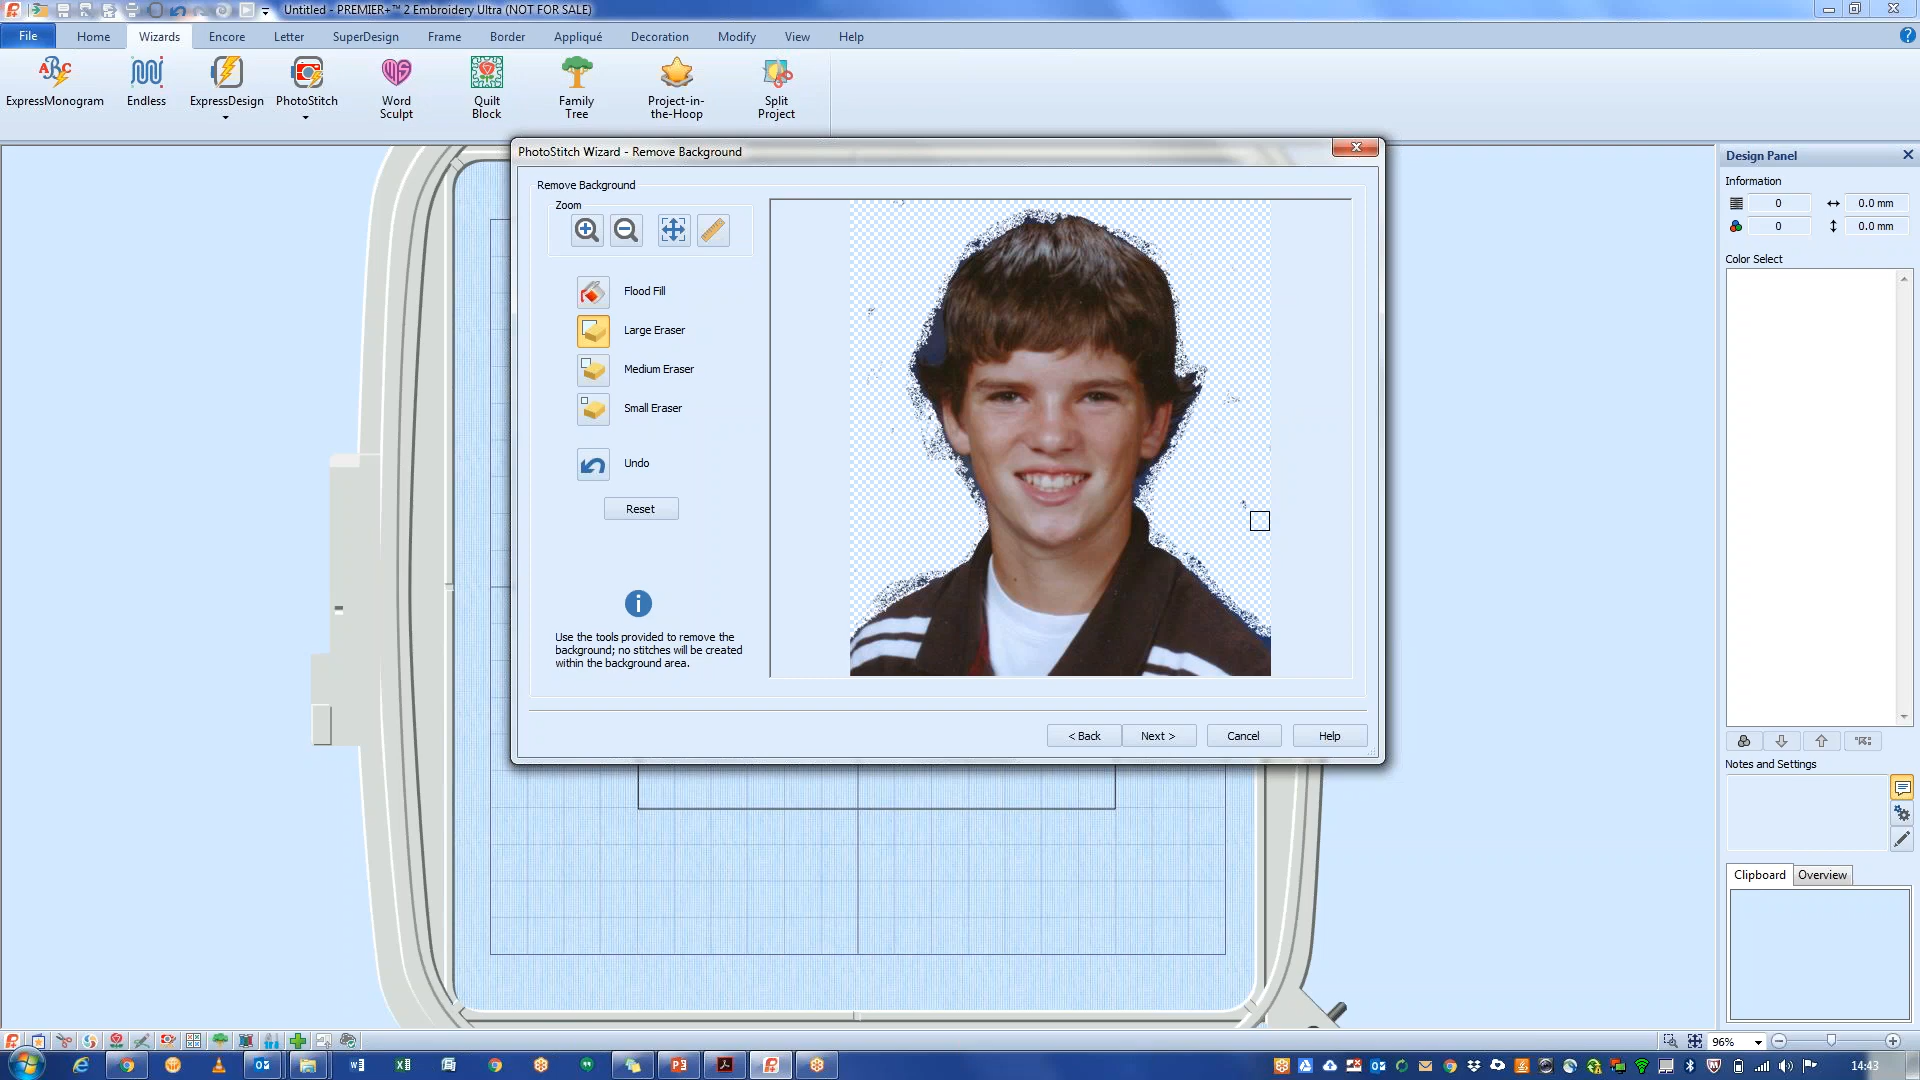 Untitled - PREMIER+™ 2 Embroidery Ultra (NOT FOR SALE)
File Home Wizards Encore Letter SuperDesign Frame Border Appliqué Decoration Modify View Help
ExpressMonogram Endless ExpressDesign PhotoStitch Word Sculpt Quilt Block Family Tree Project-in-the-Hoop Split Project
PhotoStitch Wizard - Remove Background
Remove Background
Zoom
Flood Fill
Large Eraser
Medium Eraser
Small Eraser
Undo
Reset
Use the tools provided to remove the
background; no stitches will be created
within the background area.
< Back Next > Cancel Help
Design Panel
Information
0 0.0 mm
0 0.0 mm
Color Select
Notes and Settings
Clipboard Overview
96%
14:43